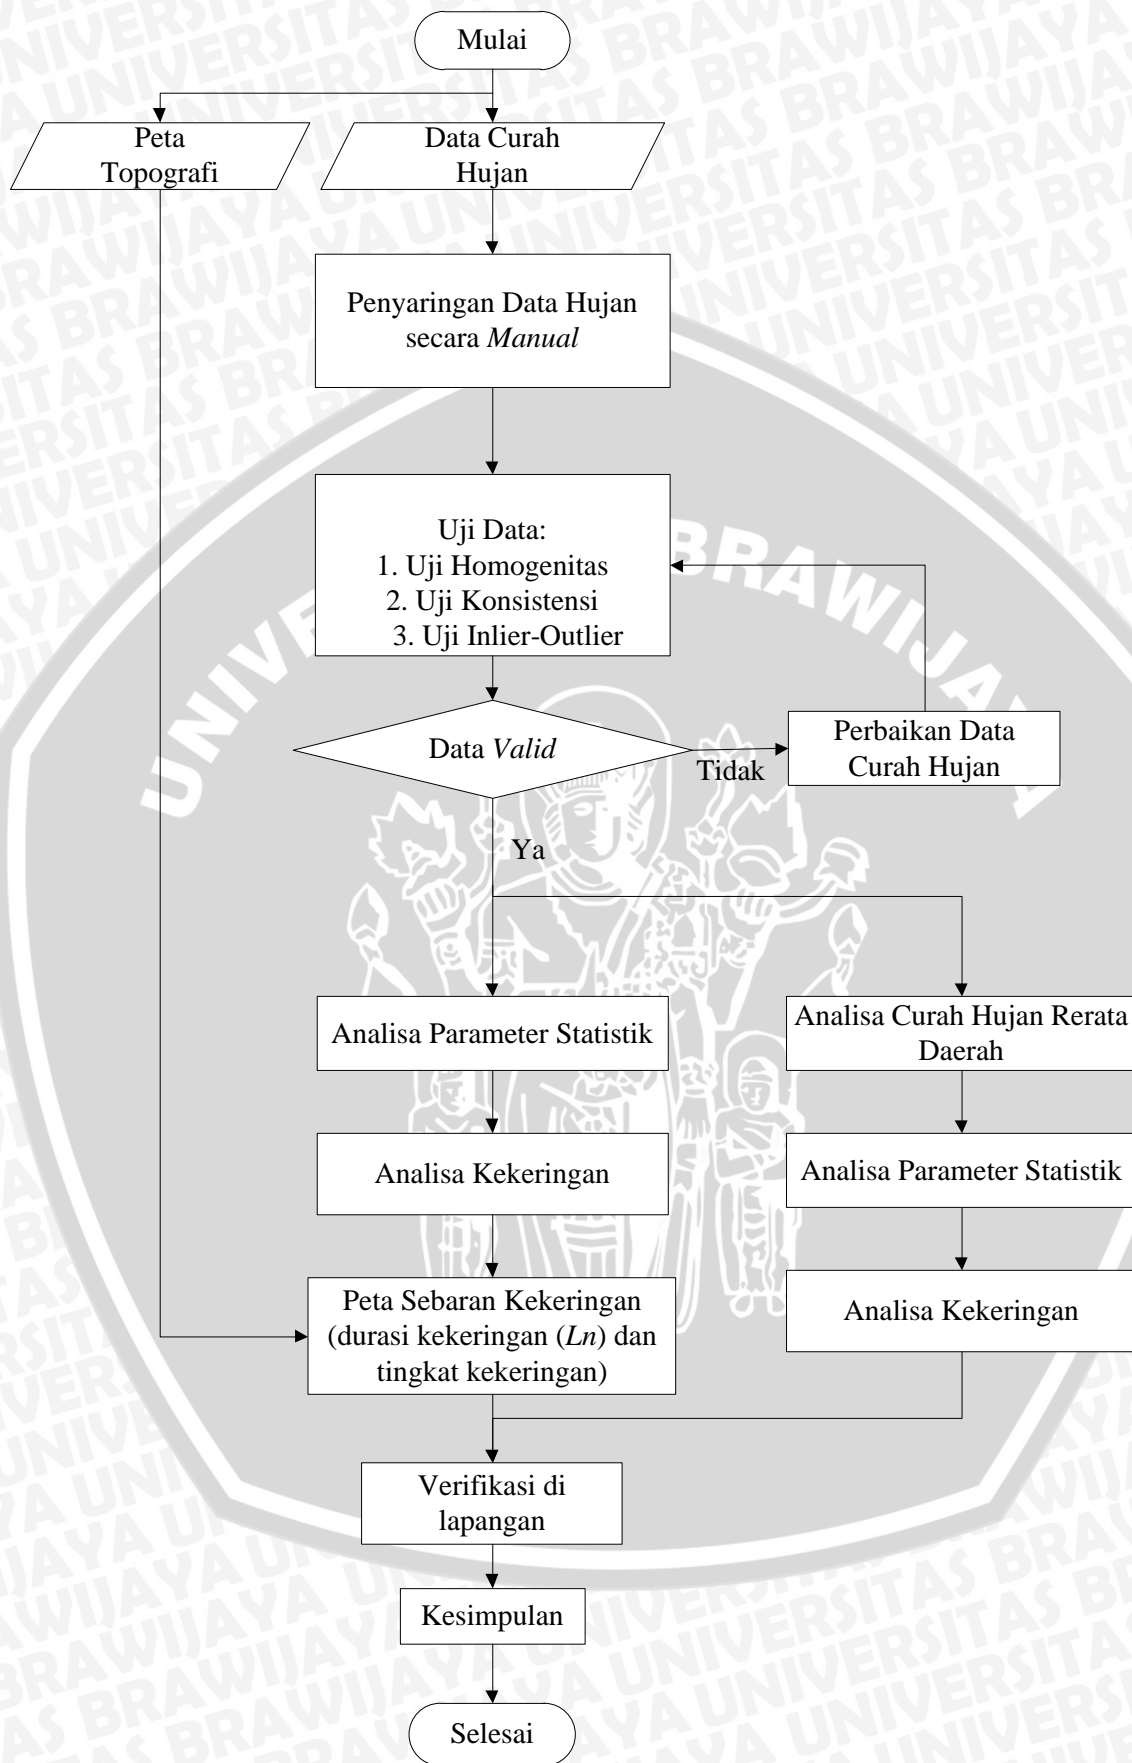 Mulai
Peta
Topografi
Data Curah
Hujan
Penyaringan Data Hujan
secara Manual
Uji Data:
1. Uji Homogenitas
2. Uji Konsistensi
3. Uji Inlier-Outlier
Data Valid
Tidak
Perbaikan Data
Curah Hujan
Ya
Analisa Parameter Statistik
Analisa Curah Hujan Rerata
Daerah
Analisa Kekeringan
Analisa Parameter Statistik
Peta Sebaran Kekeringan
(durasi kekeringan (Ln) dan
tingkat kekeringan)
Analisa Kekeringan
Verifikasi di
lapangan
Kesimpulan
Selesai